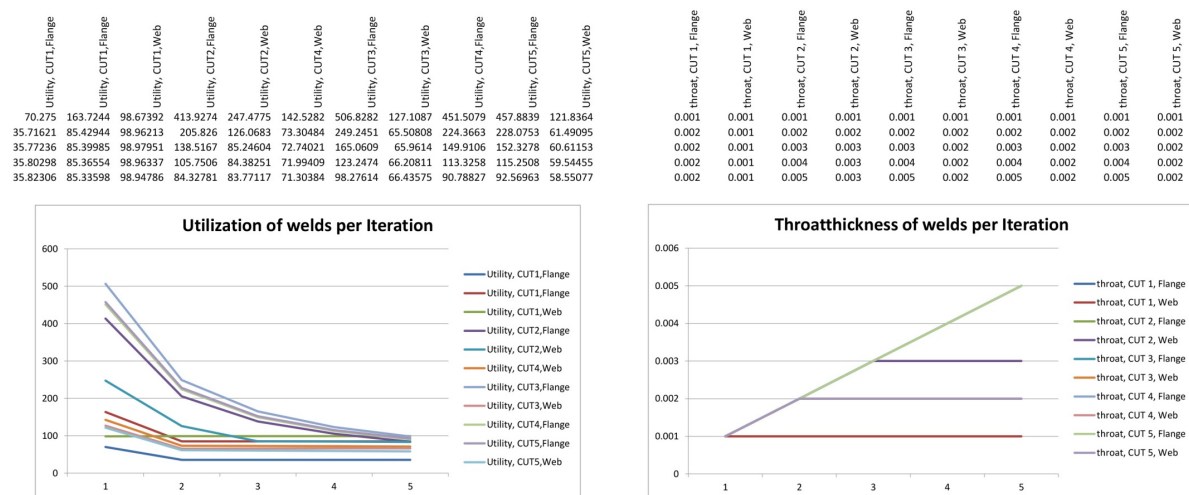 Utility, CUT1,Flange
Utility, CUT1,Flange
Utility, CUT1,Web
Utility, CUT2,Flange
Utility, CUT2,Web
Utility, CUT4,Web
Utility, CUT3,Flange
Utility, CUT3,Web
Utility, CUT4,Flange
Utility, CUT5,Flange
Utility, CUT5,Web
70.275 163.7244 98.67392 413.9274 247.4775 142.5282 506.8282 127.1087 451.5079 457.8839 121.8364
35.71621 85.42944 98.96213 205.826 126.0683 73.30484 249.2451 65.50808 224.3663 228.0753 61.49095
35.77236 85.39985 98.97951 138.5167 85.24604 72.74021 165.0609 65.9614 149.9106 152.3278 60.61153
35.80298 85.36554 98.96337 105.7506 84.38251 71.99409 123.2474 66.20811 113.3258 115.2508 59.54455
35.82306 85.33598 98.94786 84.32781 83.77117 71.30384 98.27614 66.43575 90.78827 92.56963 58.55077
throat, CUT 1, Flange
throat, CUT 1, Web
throat, CUT 2, Flange
throat, CUT 2, Web
throat, CUT 3, Flange
throat, CUT 3, Web
throat, CUT 4, Flange
throat, CUT 4, Web
throat, CUT 5, Flange
throat, CUT 5, Web
0.001 0.001 0.001 0.001 0.001 0.001 0.001 0.001 0.001 0.001
0.002 0.001 0.002 0.002 0.002 0.002 0.002 0.002 0.002 0.002
0.002 0.001 0.003 0.003 0.003 0.002 0.003 0.002 0.003 0.002
0.002 0.001 0.004 0.003 0.004 0.002 0.004 0.002 0.004 0.002
0.002 0.001 0.005 0.003 0.005 0.002 0.005 0.002 0.005 0.002
Utilization of welds per Iteration
600
500
400
300
200
100
0
1 2 3 4 5
Utility, CUT1,Flange
Utility, CUT1,Flange
Utility, CUT1,Web
Utility, CUT2,Flange
Utility, CUT2,Web
Utility, CUT4,Web
Utility, CUT3,Flange
Utility, CUT3,Web
Utility, CUT4,Flange
Utility, CUT5,Flange
Utility, CUT5,Web
Throatthickness of welds per Iteration
0.006
0.005
0.004
0.003
0.002
0.001
0
1 2 3 4 5
throat, CUT 1, Flange
throat, CUT 1, Web
throat, CUT 2, Flange
throat, CUT 2, Web
throat, CUT 3, Flange
throat, CUT 3, Web
throat, CUT 4, Flange
throat, CUT 4, Web
throat, CUT 5, Flange
throat, CUT 5, Web